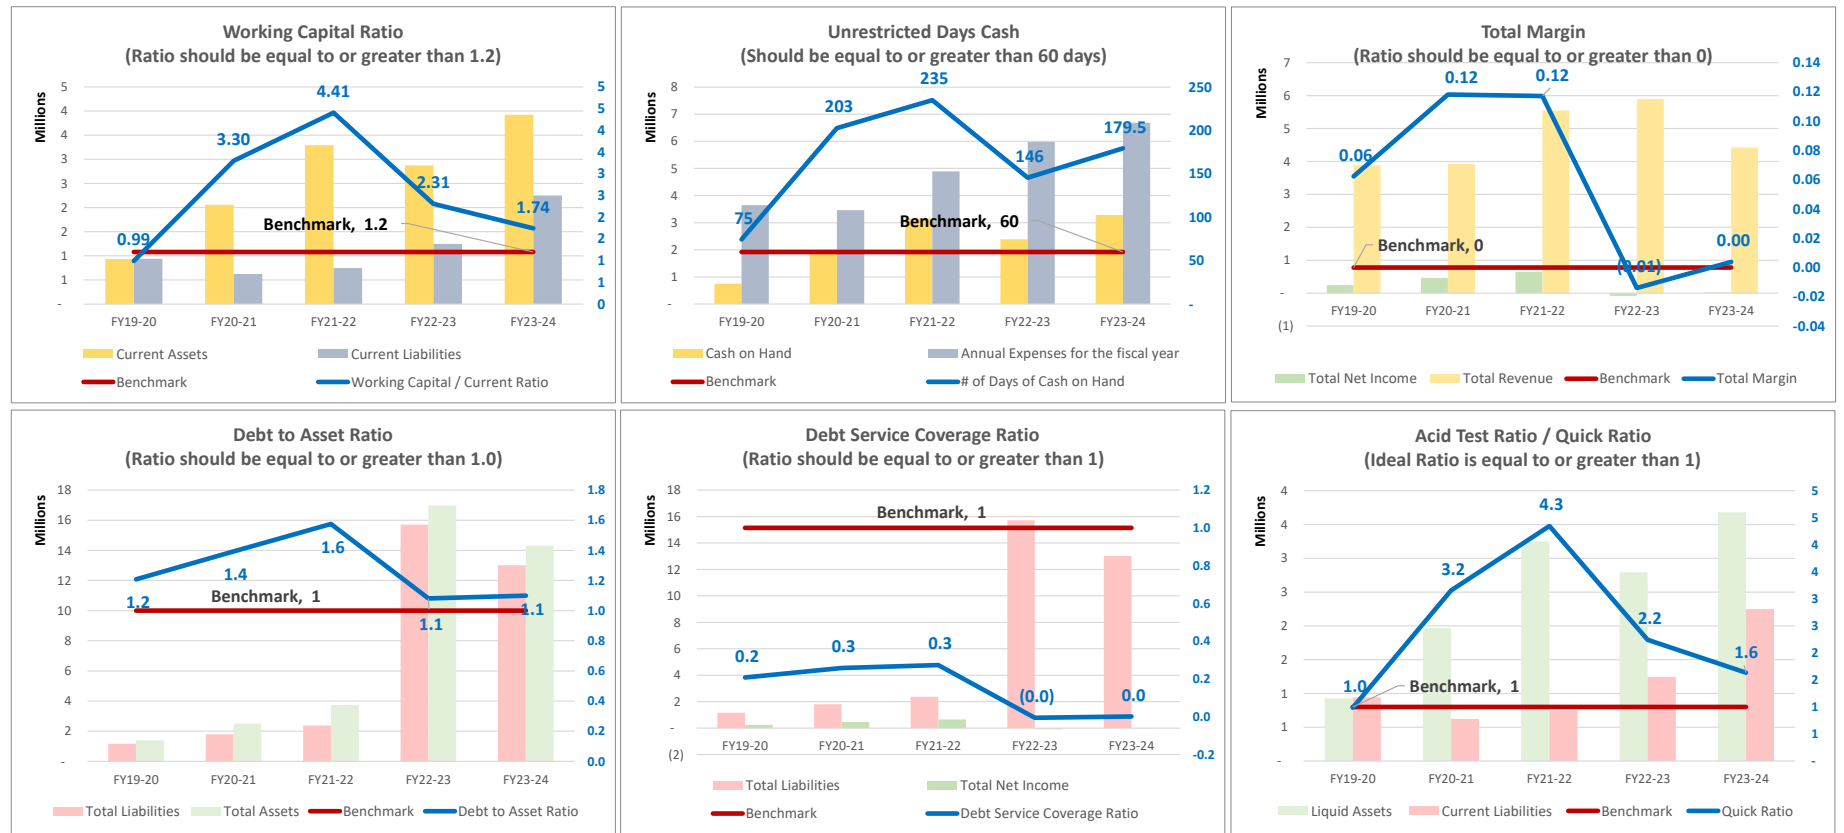 Working Capital Ratio
(Ratio should be equal to or greater than 1.2)
Millions
5
4
4
3
3
2
2
1
1
-
5
5
4
4
3
3
2
2
1
1
0
0.99
3.30
4.41
2.31
1.74
Benchmark, 1.2
FY19-20
FY20-21
FY21-22
FY22-23
FY23-24
Current Assets
Current Liabilities
Benchmark
Working Capital / Current Ratio
Unrestricted Days Cash
(Should be equal to or greater than 60 days)
Millions
8
7
6
5
4
3
2
1
-
250
200
150
100
50
-
75
203
235
146
179.5
Benchmark, 60
FY19-20
FY20-21
FY21-22
FY22-23
FY23-24
Cash on Hand
Annual Expenses for the fiscal year
Benchmark
# of Days of Cash on Hand
Total Margin
(Ratio should be equal to or greater than 0)
Millions
7
6
5
4
3
2
1
-
(1)
0.14
0.12
0.10
0.08
0.06
0.04
0.02
0.00
-0.02
-0.04
0.06
0.12
0.12
(0.01)
0.00
Benchmark, 0
FY19-20
FY20-21
FY21-22
FY22-23
FY23-24
Total Net Income
Total Revenue
Benchmark
Total Margin
Debt to Asset Ratio
(Ratio should be equal to or greater than 1.0)
Millions
18
16
14
12
10
8
6
4
2
-
1.8
1.6
1.4
1.2
1.0
0.8
0.6
0.4
0.2
0.0
1.2
1.4
1.6
1.1
1.1
Benchmark, 1
FY19-20
FY20-21
FY21-22
FY22-23
FY23-24
Total Liabilities
Total Assets
Benchmark
Debt to Asset Ratio
Debt Service Coverage Ratio
(Ratio should be equal to or greater than 1)
Millions
18
16
14
12
10
8
6
4
2
-
(2)
1.2
1.0
0.8
0.6
0.4
0.2
0.0
-0.2
0.2
0.3
0.3
(0.0)
0.0
Benchmark, 1
FY19-20
FY20-21
FY21-22
FY22-23
FY23-24
Total Liabilities
Total Net Income
Benchmark
Debt Service Coverage Ratio
Acid Test Ratio / Quick Ratio
(Ideal Ratio is equal to or greater than 1)
Millions
4
4
3
3
2
2
1
1
-
5
5
4
4
3
3
2
2
1
1
-
1.0
3.2
4.3
2.2
1.6
Benchmark, 1
FY19-20
FY20-21
FY21-22
FY22-23
FY23-24
Liquid Assets
Current Liabilities
Benchmark
Quick Ratio